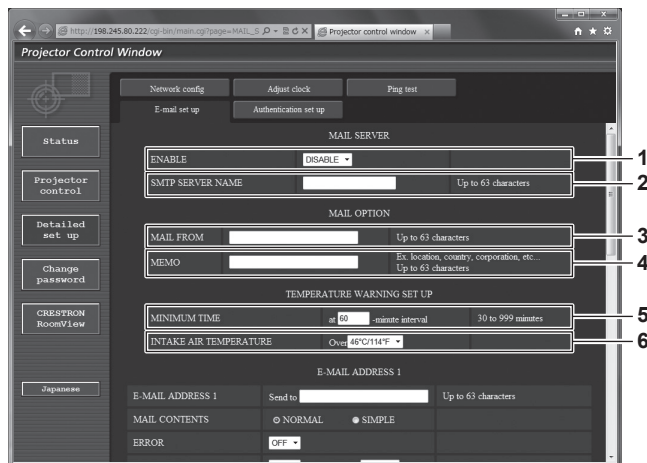 http://198.245.80.222/cgi-bin/main.cgi?page=MAIL_S
Projector control window
Projector Control Window
Network config Adjust clock Ping test
E-mail set up Authentication set up
Status
Projector control
Detailed set up
Change password
CRESTRON RoomView
Japanese
MAIL SERVER
ENABLE DISABLE 1
SMTP SERVER NAME Up to 63 characters 2
MAIL OPTION
MAIL FROM Up to 63 characters 3
MEMO Ex. location, country, corporation, etc... 4
Up to 63 characters
TEMPERATURE WARNING SET UP
MINIMUM TIME at 60 -minute interval 30 to 999 minutes 5
INTAKE AIR TEMPERATURE Over 46°C/114°F 6
E-MAIL ADDRESS 1
E-MAIL ADDRESS 1 Send to Up to 63 characters
MAIL CONTENTS NORMAL SIMPLE
ERROR OFF